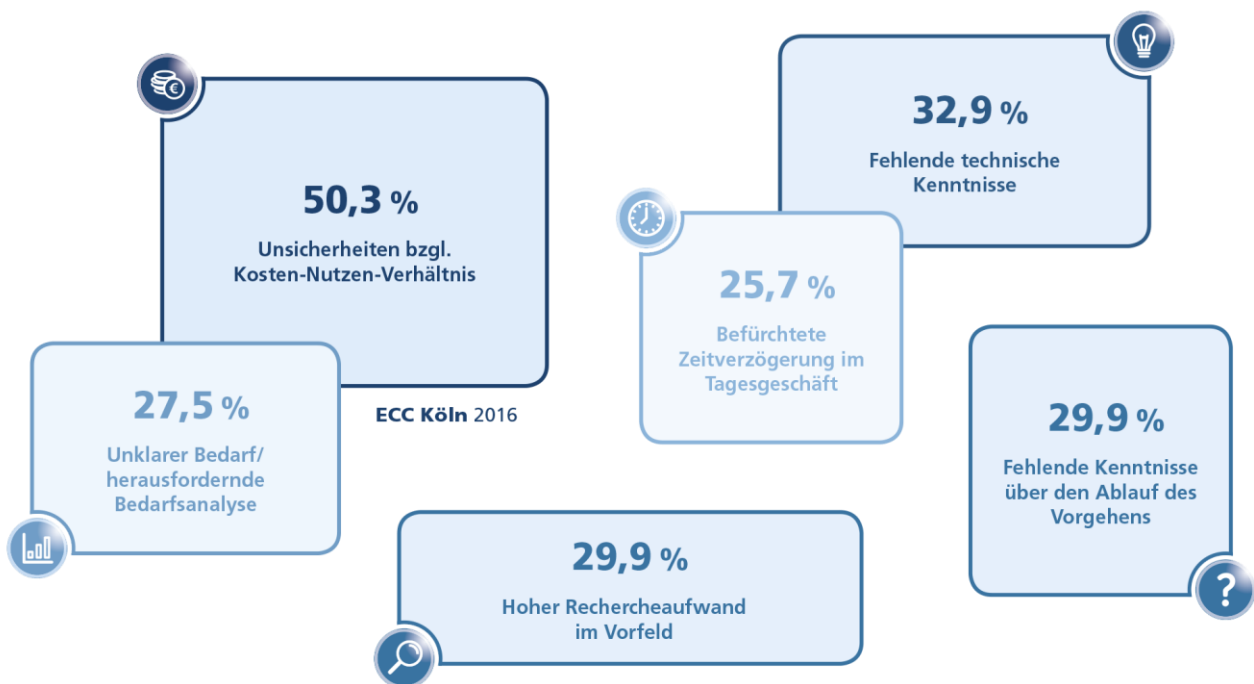 50,3 %
Unsicherheiten bzgl.
Kosten-Nutzen-Verhältnis
27,5 %
Unklarer Bedarf/
herausfordernde
Bedarfsanalyse
ECC Köln 2016
32,9 %
Fehlende technische
Kenntnisse
25,7 %
Befürchtete
Zeitverzögerung im
Tagesgeschäft
29,9 %
Fehlende Kenntnisse
über den Ablauf des
Vorgehens
29,9 %
Hoher Rechercheaufwand
im Vorfeld
€
?